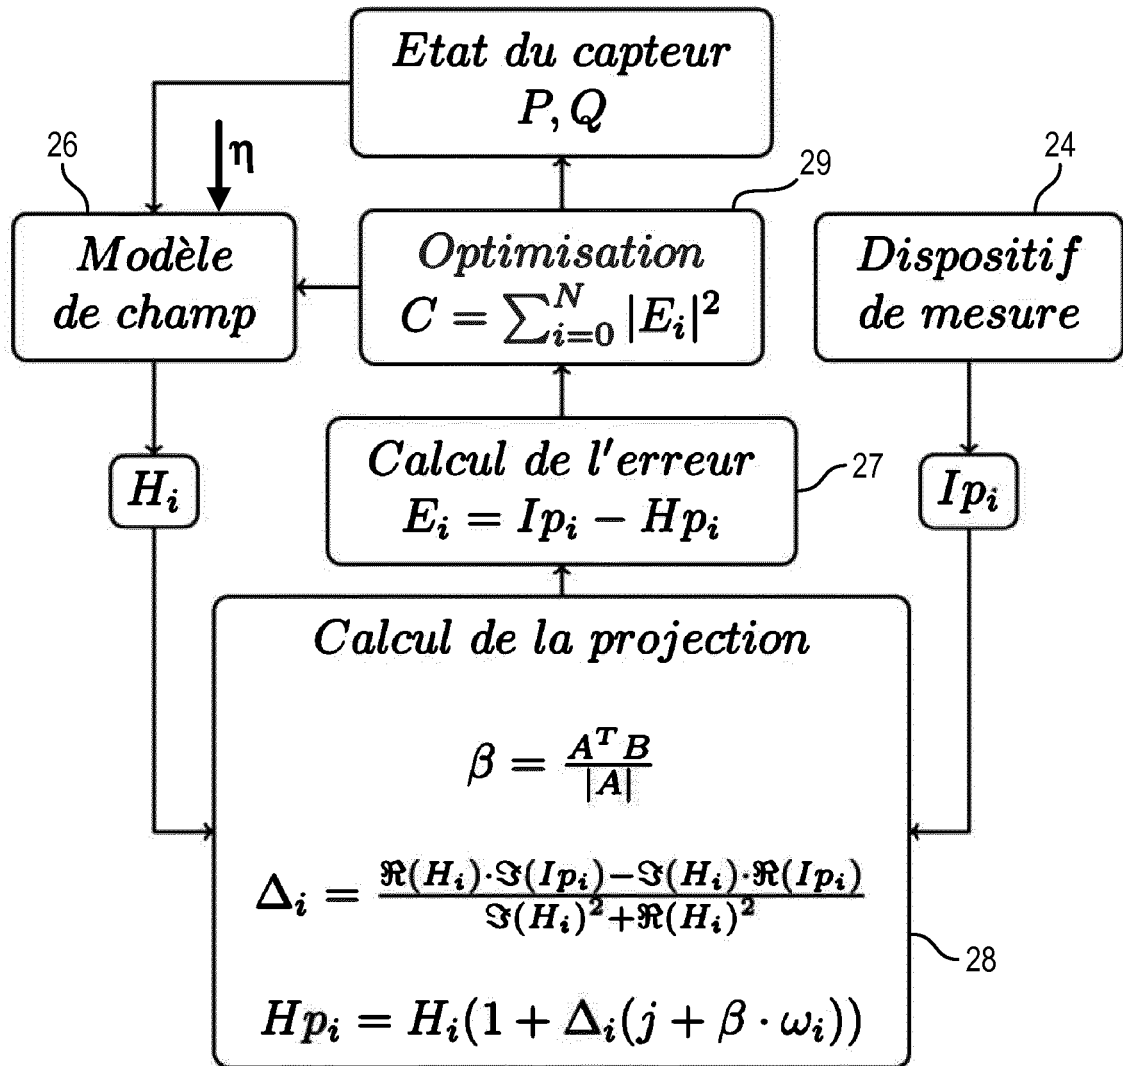 Etat du capteur
P, Q
26
η
29
24
Modèle
de champ
Optimisation
C = ∑_{i=0}^{N} |E_i|^2
Dispositif
de mesure
H_i
Calcul de l'erreur
E_i = Ip_i − Hp_i
27
Ip_i
Calcul de la projection
β = \frac{A^T B}{|A|}
Δ_i = \frac{ℜ(H_i)·ℑ(Ip_i)−ℑ(H_i)·ℜ(Ip_i)}{ℑ(H_i)^2+ℜ(H_i)^2}
28
Hp_i = H_i(1 + Δ_i(j + β · ω_i))